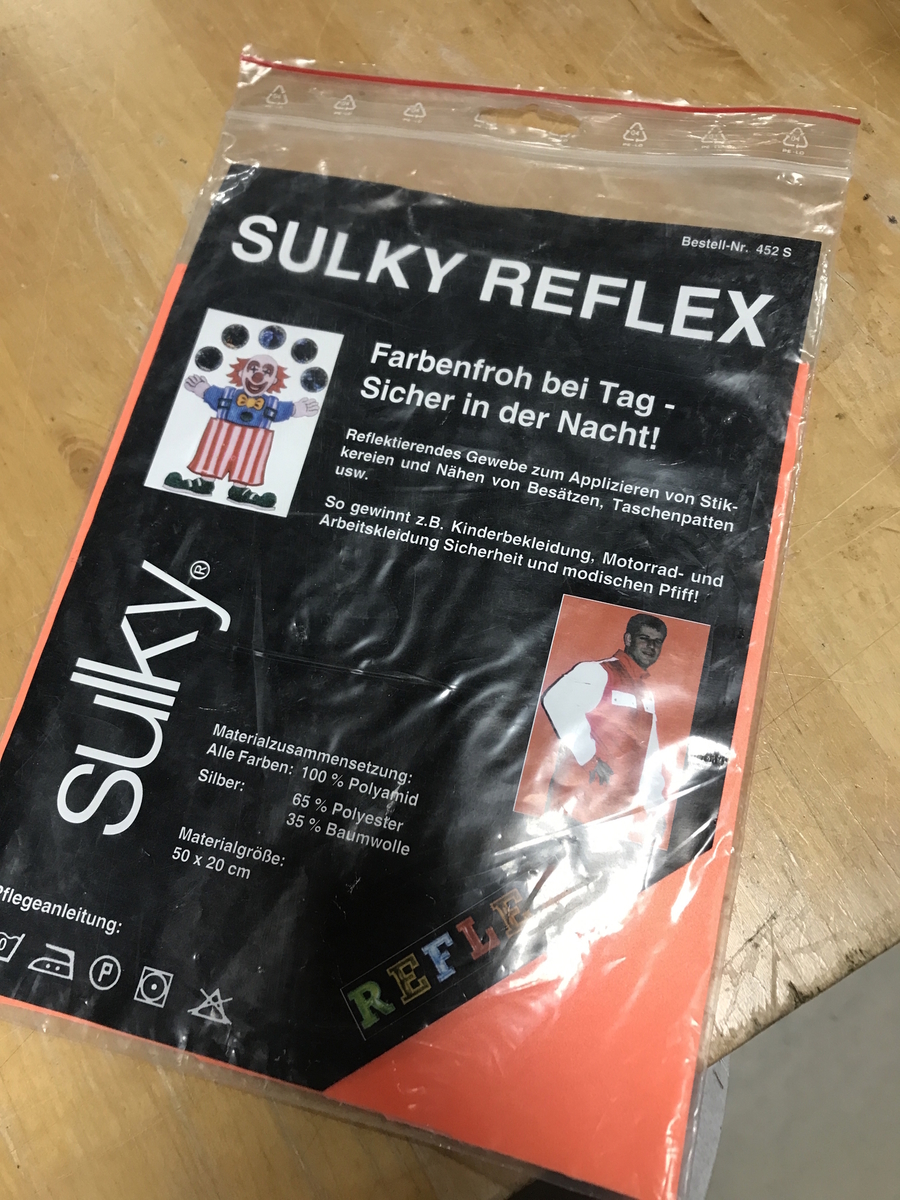 Bestell-Nr. 452 S
SULKY REFLEX
Farbenfroh bei Tag -
Sicher in der Nacht!
Reflektierendes Gewebe zum Applizieren von Stik-
kereien und Nähen von Besätzen, Taschenpatten
usw.
So gewinnt z.B. Kinderbekleidung, Motorrad- und
Arbeitskleidung Sicherheit und modischen Pfiff!
sulky®
Materialzusammensetzung:
Alle Farben: 100 % Polyamid
Silber: 65 % Polyester
35 % Baumwolle
Materialgröße:
50 x 20 cm
Pflegeanleitung:
P
REFLEX